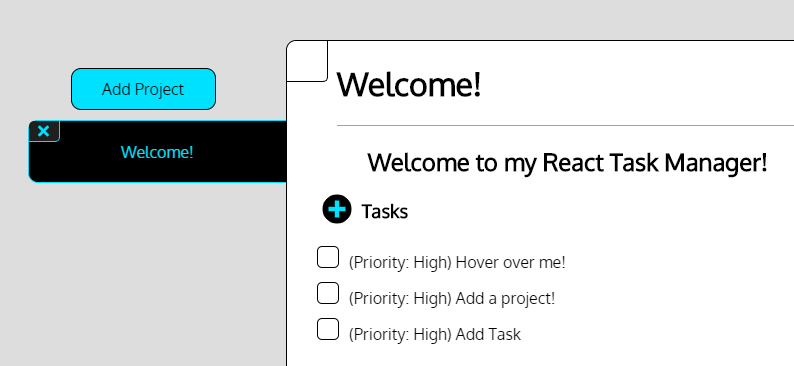 Add Project
Welcome!
Welcome!
Welcome to my React Task Manager!
Tasks
(Priority: High) Hover over me!
(Priority: High) Add a project!
(Priority: High) Add Task